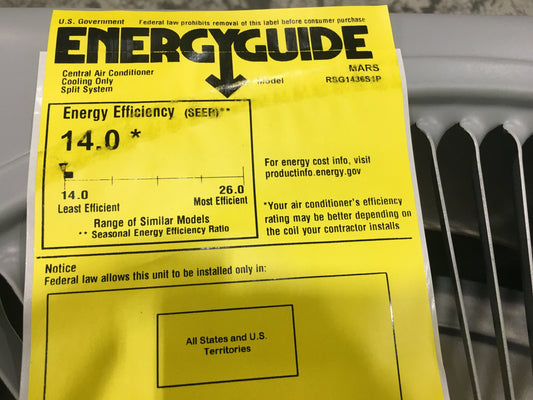 U.S. Government Federal law prohibits removal of this label before consumer purchase
ENERGYGUIDE
Central Air Conditioner
Cooling Only
Split System
Model
MARS
RSG1436S1P
Energy Efficiency (SEER)**
14.0 *
14.0 26.0
Least Efficient Most Efficient
Range of Similar Models
** Seasonal Energy Efficiency Ratio
For energy cost info, visit
productinfo.energy.gov
*Your air conditioner's efficiency
rating may be better depending on
the coil your contractor installs
Notice
Federal law allows this unit to be installed only in:
All States and U.S.
Territories